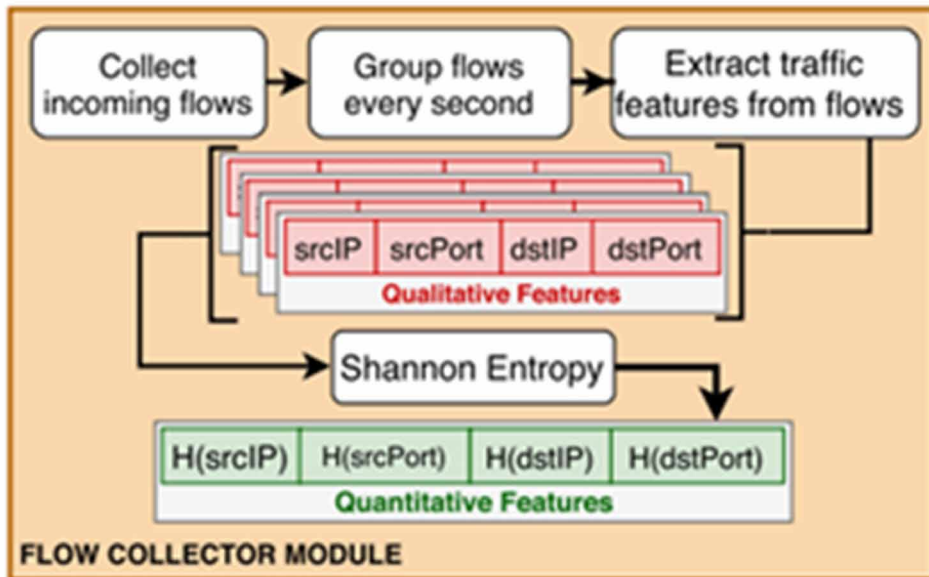 Collect
incoming flows
Group flows
every second
Extract traffic
features from flows
srcIP srcPort dstIP dstPort
Qualitative Features
Shannon Entropy
H(srcIP) H(srcPort) H(dstIP) H(dstPort)
Quantitative Features
FLOW COLLECTOR MODULE